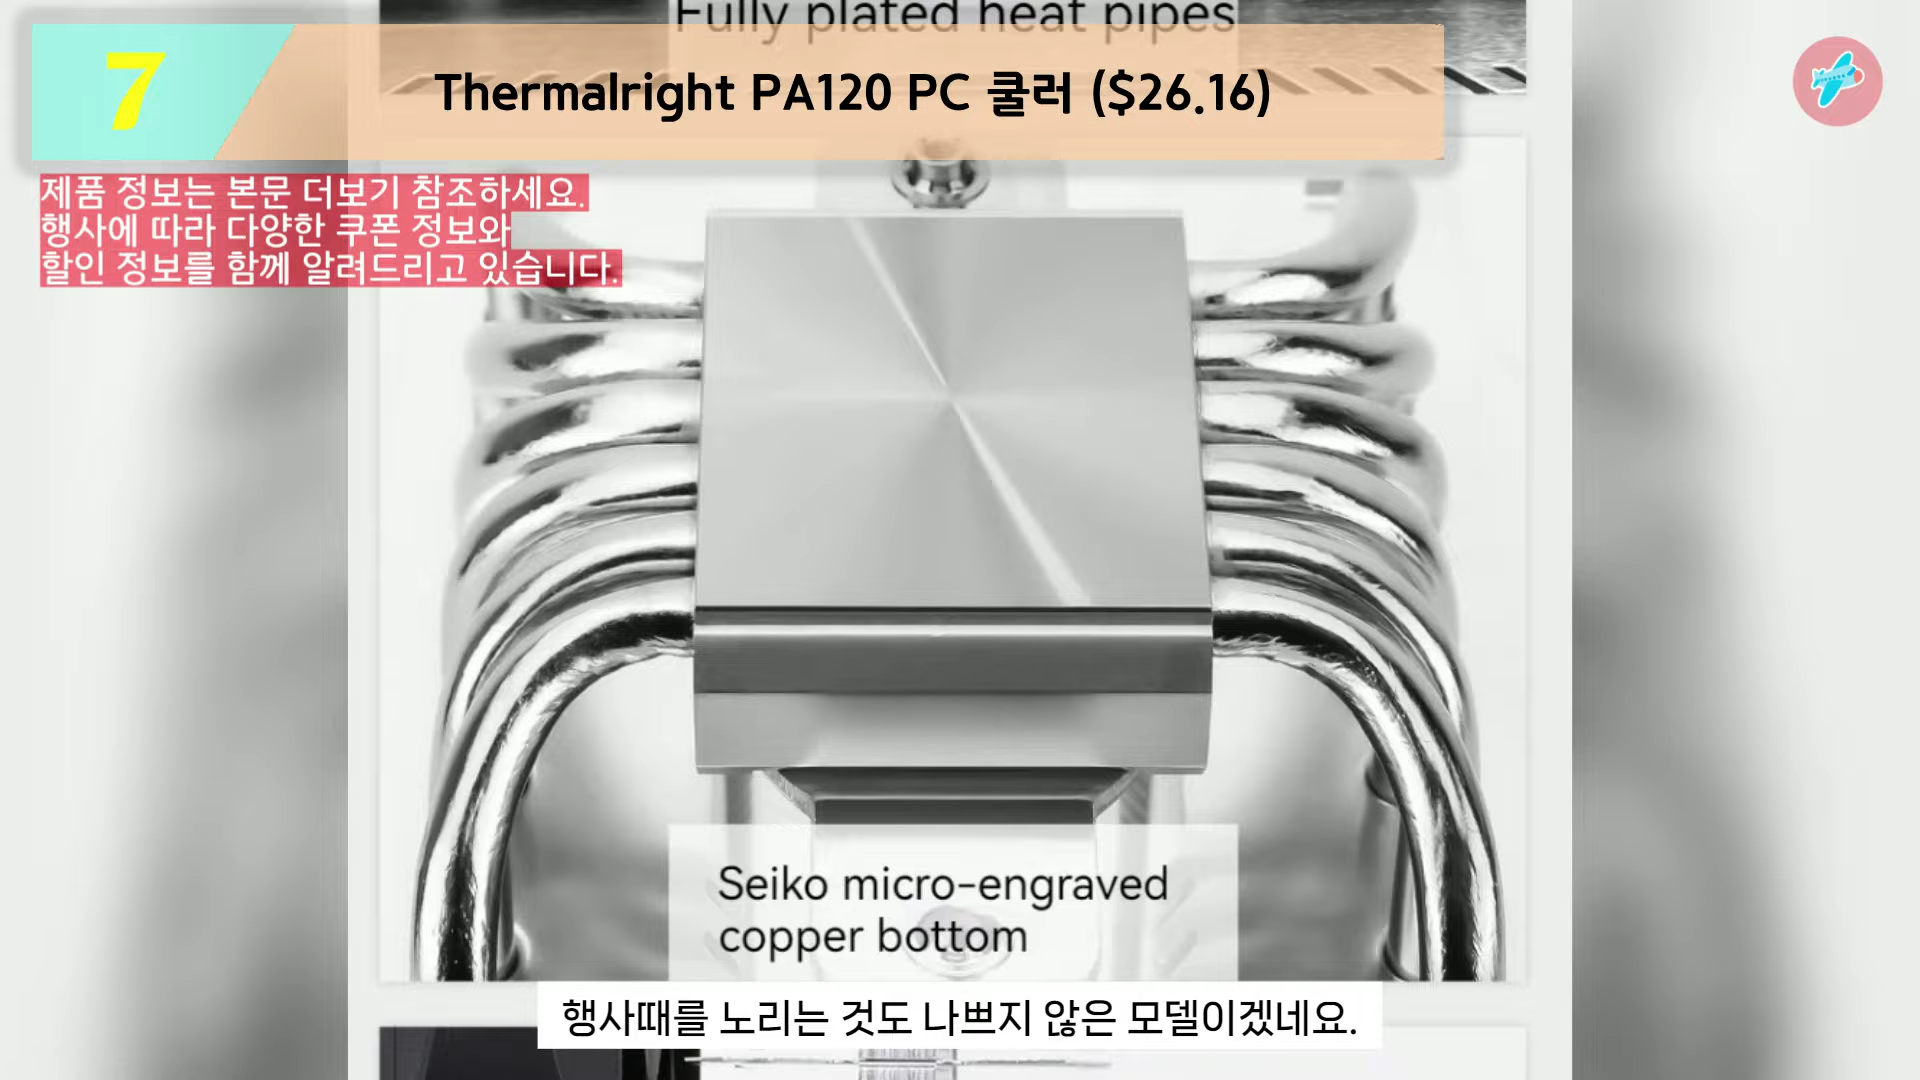 Fully plated heat pipes
7
Thermalright PA120 PC 쿨러 ($26.16)
제품 정보는 본문 더보기 참조하세요.
행사에 따라 다양한 쿠폰 정보와
할인 정보를 함께 알려드리고 있습니다.
Seiko micro-engraved
copper bottom
행사때를 노리는 것도 나쁘지 않은 모델이겠네요.